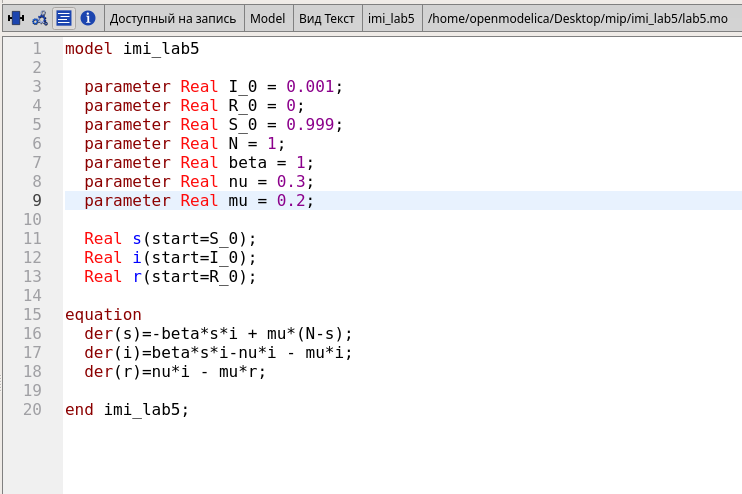 Доступный на запись Model Вид Текст imi_lab5 /home/openmodelica/Desktop/mip/imi_lab5/lab5.mo
1 model imi_lab5
2
3 parameter Real I_0 = 0.001;
4 parameter Real R_0 = 0;
5 parameter Real S_0 = 0.999;
6 parameter Real N = 1;
7 parameter Real beta = 1;
8 parameter Real nu = 0.3;
9 parameter Real mu = 0.2;
10
11 Real s(start=S_0);
12 Real i(start=I_0);
13 Real r(start=R_0);
14
15 equation
16 der(s)=-beta*s*i + mu*(N-s);
17 der(i)=beta*s*i-nu*i - mu*i;
18 der(r)=nu*i - mu*r;
19
20 end imi_lab5;